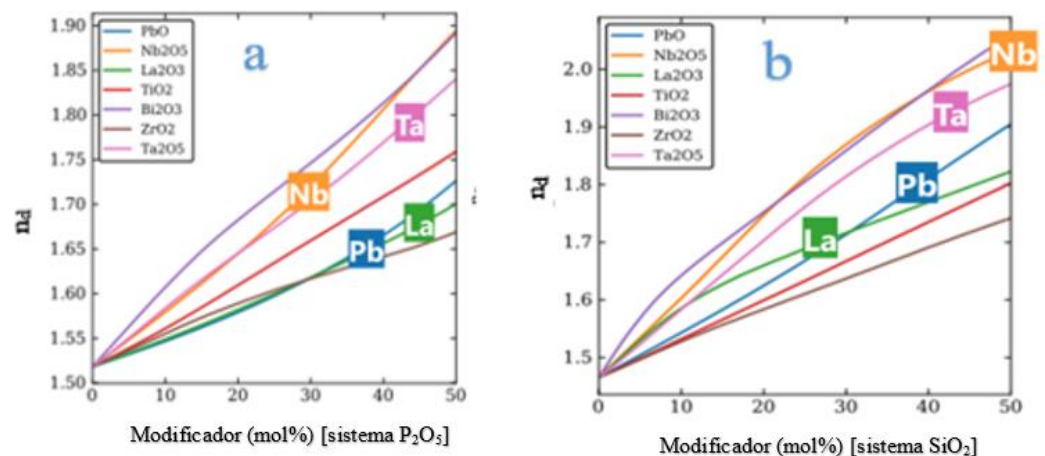 a
n_d
1.90
1.85
1.80
1.75
1.70
1.65
1.60
1.55
1.50
PbO
Nb2O5
La2O3
TiO2
Bi2O3
ZrO2
Ta2O5
Ta
Nb
La
Pb
0 10 20 30 40 50
Modificador (mol%) [sistema P₂O₅]
b
n_d
2.0
1.9
1.8
1.7
1.6
1.5
PbO
Nb2O5
La2O3
TiO2
Bi2O3
ZrO2
Ta2O5
Nb
Ta
Pb
La
0 10 20 30 40 50
Modificador (mol%) [sistema SiO₂]